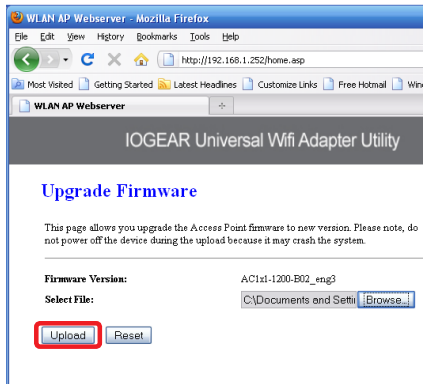 WLAN AP Webserver - Mozilla Firefox
File Edit View History Bookmarks Tools Help
http://192.168.1.252/home.asp
Most Visited Getting Started Latest Headlines Customize Links Free Hotmail
WLAN AP Webserver
IOGEAR Universal Wifi Adapter Utility
Upgrade Firmware
This page allows you upgrade the Access Point firmware to new version. Please note, do
not power off the device during the upload because it may crash the system.
Firmware Version: AC1x1-1200-B02_eng3
Select File: C:\Documents and Setti Browse...
Upload Reset